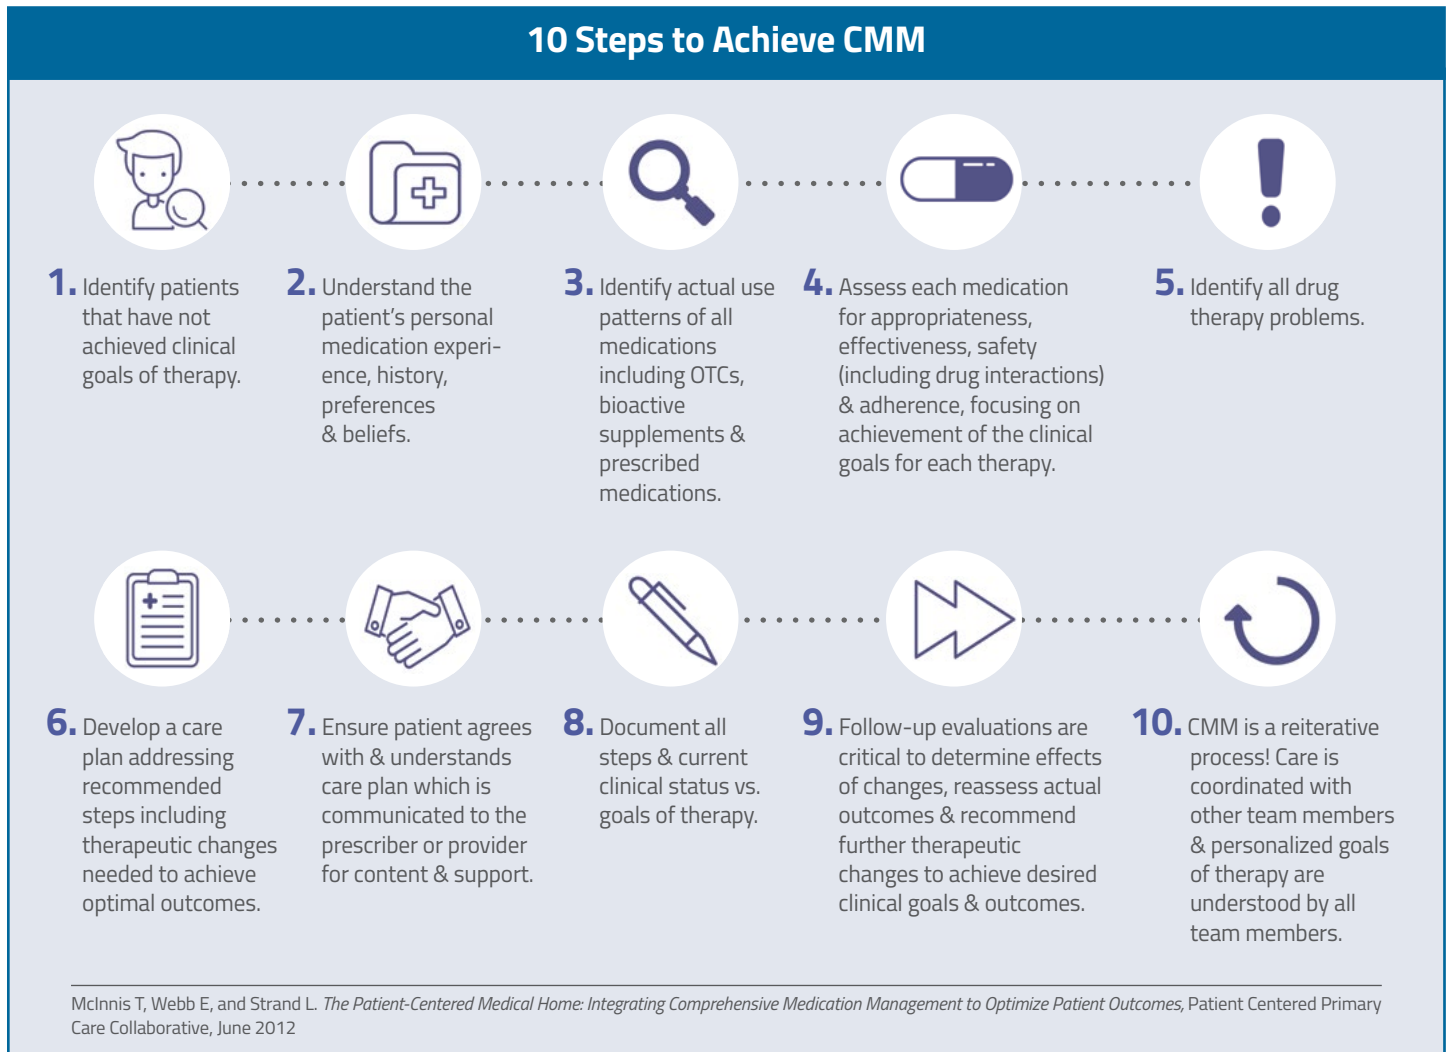 10 Steps to Achieve CMM
1. Identify patients
that have not
achieved clinical
goals of therapy.
2. Understand the
patient's personal
medication experi-
ence, history,
preferences
& beliefs.
3. Identify actual use
patterns of all
medications
including OTCs,
bioactive
supplements &
prescribed
medications.
4. Assess each medication
for appropriateness,
effectiveness, safety
(including drug interactions)
& adherence, focusing on
achievement of the clinical
goals for each therapy.
5. Identify all drug
therapy problems.
6. Develop a care
plan addressing
recommended
steps including
therapeutic changes
needed to achieve
optimal outcomes.
7. Ensure patient agrees
with & understands
care plan which is
communicated to the
prescriber or provider
for content & support.
8. Document all
steps & current
clinical status vs.
goals of therapy.
9. Follow-up evaluations are
critical to determine effects
of changes, reassess actual
outcomes & recommend
further therapeutic
changes to achieve desired
clinical goals & outcomes.
10. CMM is a reiterative
process! Care is
coordinated with
other team members
& personalized goals
of therapy are
understood by all
team members.
McInnis T, Webb E, and Strand L. The Patient-Centered Medical Home: Integrating Comprehensive Medication Management to Optimize Patient Outcomes, Patient Centered Primary
Care Collaborative, June 2012